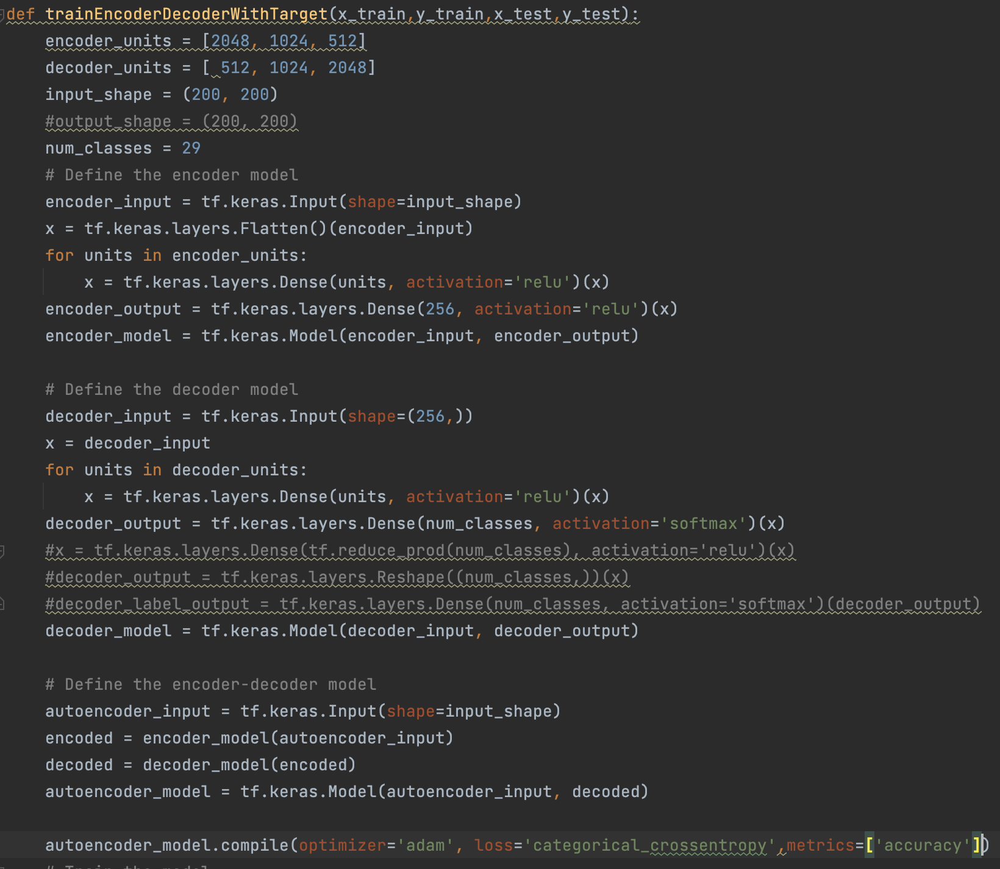 def trainEncoderDecoderWithTarget(x_train,y_train,x_test,y_test):
    encoder_units = [2048, 1024, 512]
    decoder_units = [ 512, 1024, 2048]
    input_shape = (200, 200)
    #output_shape = (200, 200)
    num_classes = 29
    # Define the encoder model
    encoder_input = tf.keras.Input(shape=input_shape)
    x = tf.keras.layers.Flatten()(encoder_input)
    for units in encoder_units:
        x = tf.keras.layers.Dense(units, activation='relu')(x)
    encoder_output = tf.keras.layers.Dense(256, activation='relu')(x)
    encoder_model = tf.keras.Model(encoder_input, encoder_output)

    # Define the decoder model
    decoder_input = tf.keras.Input(shape=(256,))
    x = decoder_input
    for units in decoder_units:
        x = tf.keras.layers.Dense(units, activation='relu')(x)
    decoder_output = tf.keras.layers.Dense(num_classes, activation='softmax')(x)
    #x = tf.keras.layers.Dense(tf.reduce_prod(num_classes), activation='relu')(x)
    #decoder_output = tf.keras.layers.Reshape((num_classes,))(x)
    #decoder_label_output = tf.keras.layers.Dense(num_classes, activation='softmax')(decoder_output)
    decoder_model = tf.keras.Model(decoder_input, decoder_output)

    # Define the encoder-decoder model
    autoencoder_input = tf.keras.Input(shape=input_shape)
    encoded = encoder_model(autoencoder_input)
    decoded = decoder_model(encoded)
    autoencoder_model = tf.keras.Model(autoencoder_input, decoded)

    autoencoder_model.compile(optimizer='adam', loss='categorical_crossentropy',metrics=['accuracy'])
    # Train the model